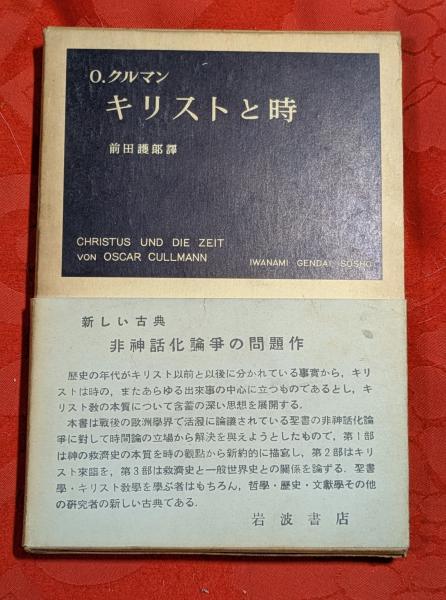 O.クルマン
キリストと時
前田護郎譯
CHRISTUS UND DIE ZEIT
VON OSCAR CULLMANN
IWANAMI GENDAI SOSHO
新しい古典
非神話化論爭の問題作
歴史の年代がキリスト以前と以後に分かれている事實から，キリ
ストは時の，またあらゆる出來事の中心に立つものであるとし，キ
リスト敎の本質について含蓄の深い思想を展開する．
本書は戰後の歐洲學界で活潑に論議されている聖書の非神話化論
爭に對して時間論の立場から解決を與えようとしたもので，第1部
は神の救濟史の本質を時の觀點から新約的に描寫し，第2部はキリ
スト來臨を，第3部は救濟史と一般世界史との關係を論ずる．聖書
學・キリスト敎學を學ぶ者はもちろん，哲學・歴史・文獻學その他
の硏究者の新しい古典である．
岩波書店